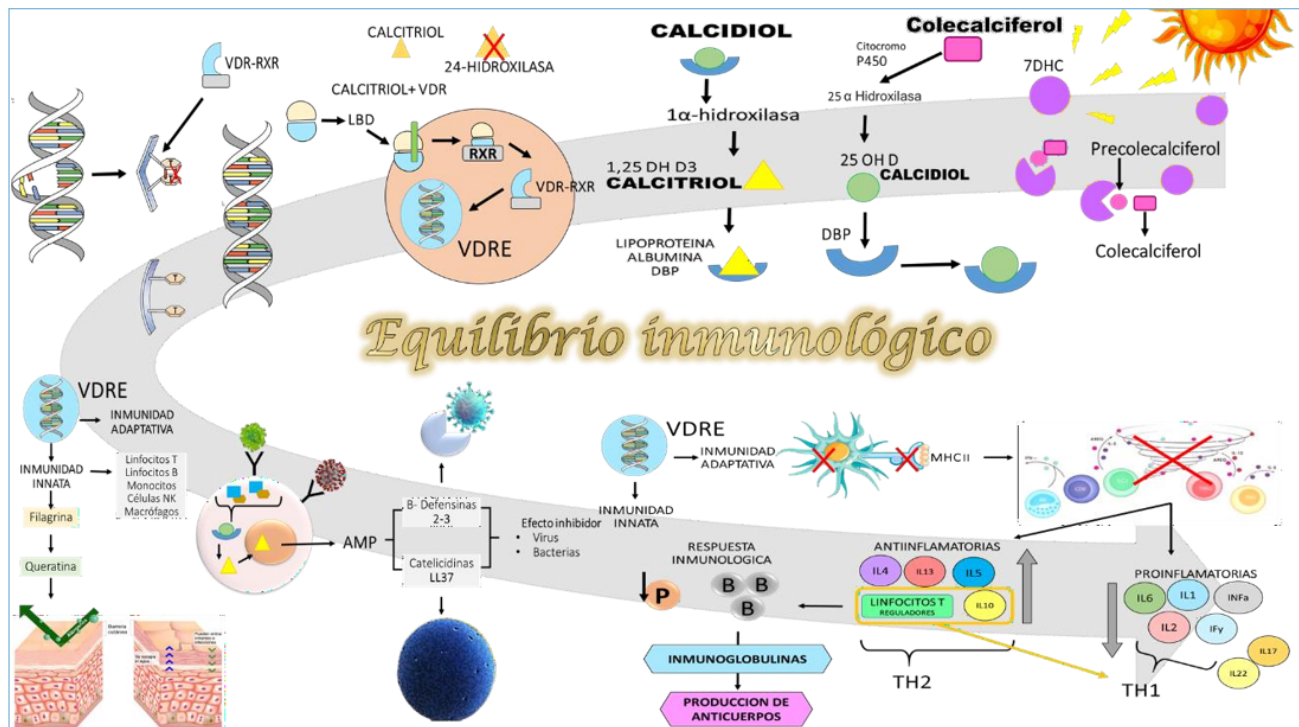 VDR-RXR
CALCITRIOL
24-HIDROXILASA
CALCITRIOL+ VDR
LBD
RXR
VDR-RXR
VDRE
CALCIDIOL
1α-hidroxilasa
1,25 DH D3
CALCITRIOL
LIPOPROTEINA
ALBUMINA
DBP
Colecalciferol
Citocromo
P450
25 α Hidroxilasa
25 OH D
CALCIDIOL
DBP
7DHC
Precolecalciferol
Colecalciferol
Equilibrio inmunológico
VDRE
INMUNIDAD
ADAPTATIVA
INMUNIDAD
INNATA
Linfocitos T
Linfocitos B
Monocitos
Células NK
Macrófagos
Filagrina
Queratina
AMP
B- Defensinas
2-3
Catelicidinas
LL37
Efecto inhibidor
• Virus
• Bacterias
VDRE
INMUNIDAD
ADAPTATIVA
INMUNIDAD
INNATA
MHCII
RESPUESTA
INMUNOLOGICA
P
B
B
B
INMUNOGLOBULINAS
PRODUCCION DE
ANTICUERPOS
ANTIINFLAMATORIAS
IL4
IL13
IL5
LINFOCITOS T
REGULADORES
IL10
TH2
PROINFLAMATORIAS
IL6
IL1
INFa
IL2
IFy
IL17
IL22
TH1